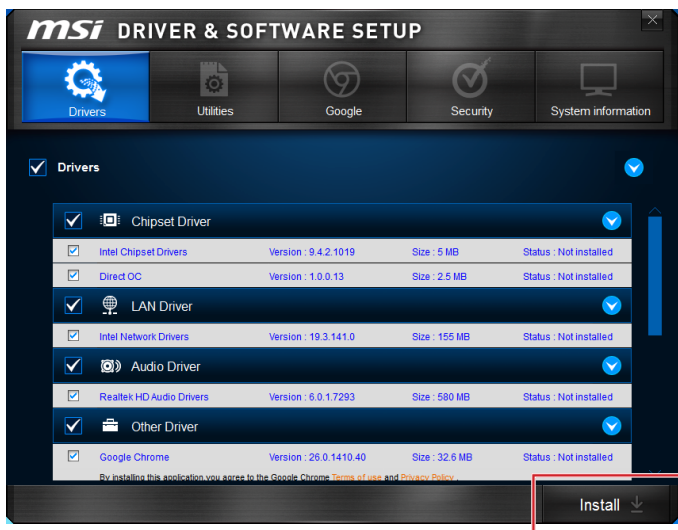 msi DRIVER & SOFTWARE SETUP
Drivers Utilities Google Security System information
Drivers
Chipset Driver
Intel Chipset Drivers Version : 9.4.2.1019 Size : 5 MB Status : Not installed
Direct OC Version : 1.0.0.13 Size : 2.5 MB Status : Not installed
LAN Driver
Intel Network Drivers Version : 19.3.141.0 Size : 155 MB Status : Not installed
Audio Driver
Realtek HD Audio Drivers Version : 6.0.1.7293 Size : 580 MB Status : Not installed
Other Driver
Google Chrome Version : 26.0.1410.40 Size : 32.6 MB Status : Not installed
By installing this application,you agree to the Google Chrome Terms of use and Privacy Policy .
Install